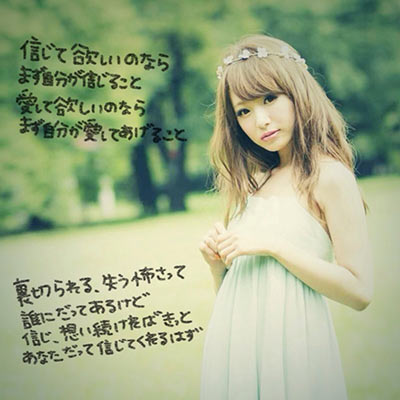 信じて欲しいのなら
まず自分が信じること
愛して欲しいのなら
まず自分が愛してあげること
裏切られる、失う怖さって
誰にだってあるけど
信じ、想い続ければきっと
あなただって信じてくれるはず